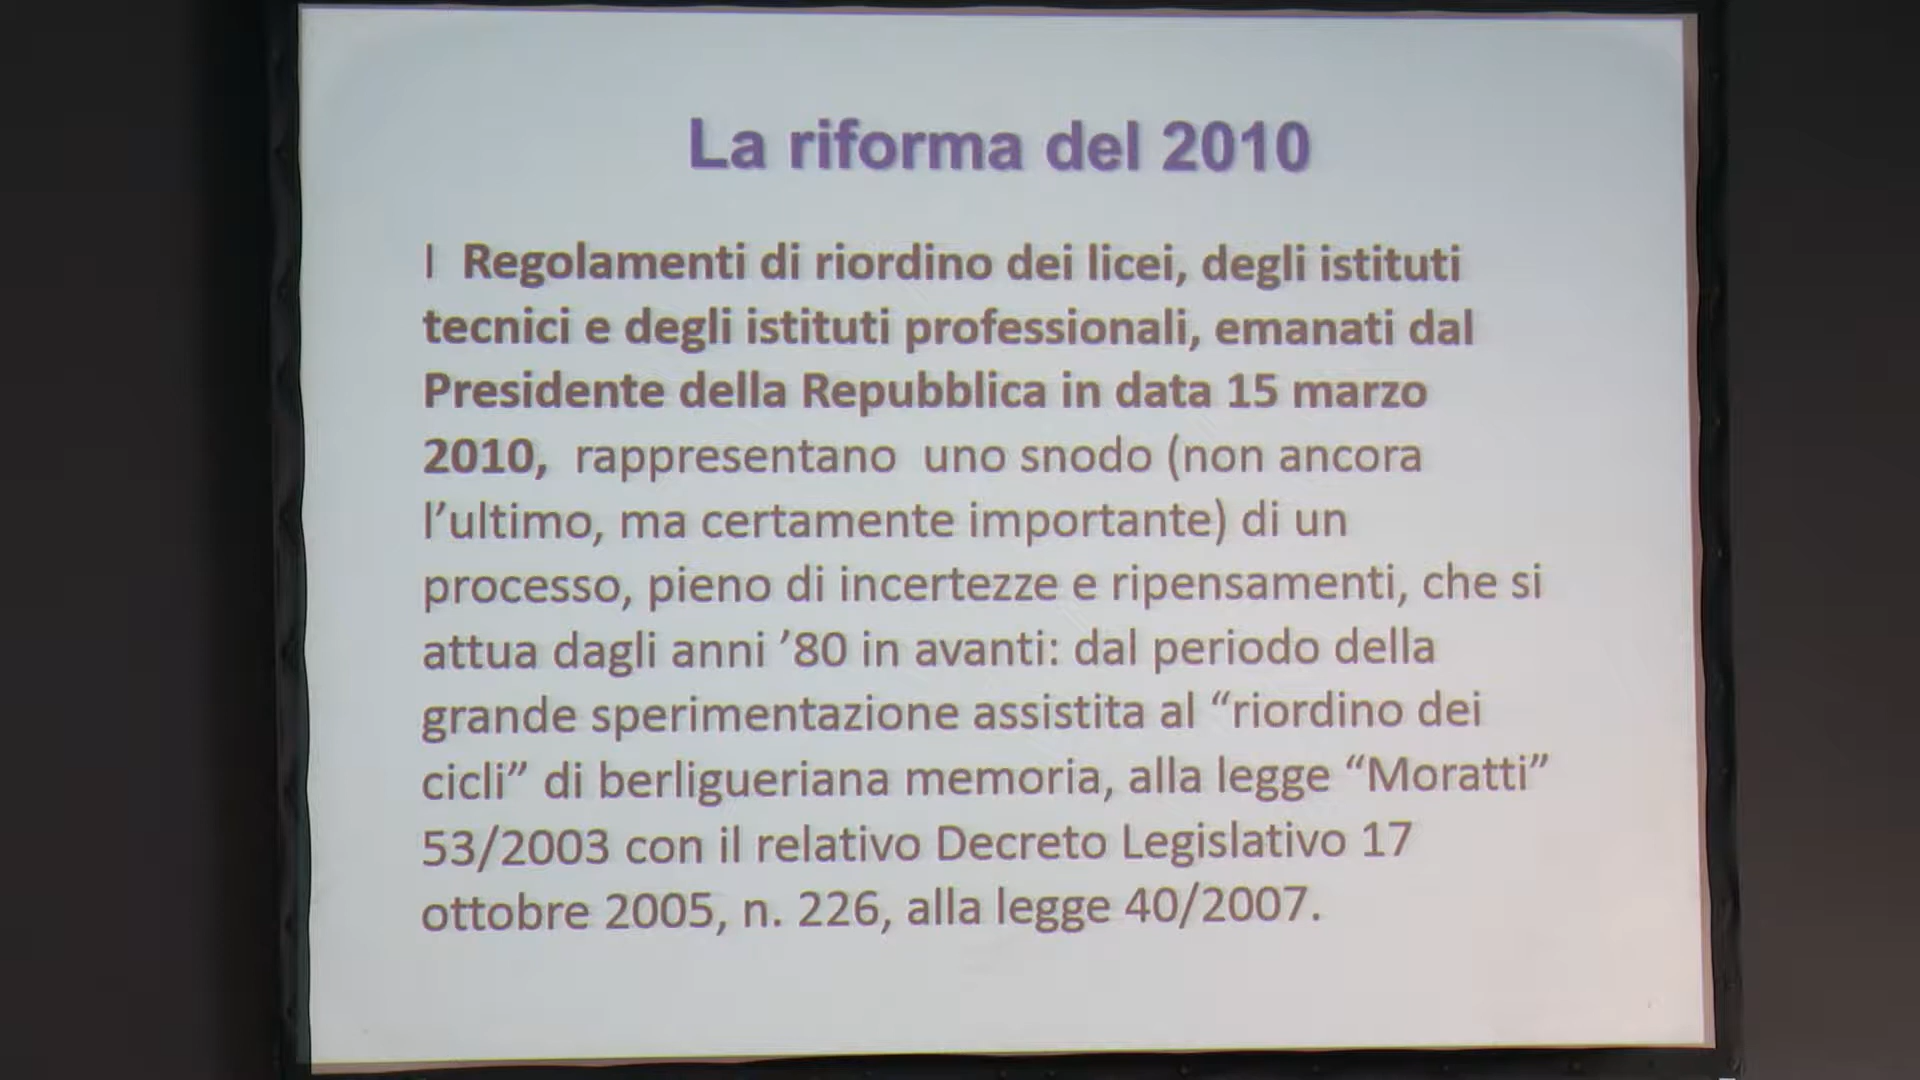 La riforma del 2010
I Regolamenti di riordino dei licei, degli istituti
tecnici e degli istituti professionali, emanati dal
Presidente della Repubblica in data 15 marzo
2010, rappresentano uno snodo (non ancora
l’ultimo, ma certamente importante) di un
processo, pieno di incertezze e ripensamenti, che si
attua dagli anni ’80 in avanti: dal periodo della
grande sperimentazione assistita al “riordino dei
cicli” di berligueriana memoria, alla legge “Moratti”
53/2003 con il relativo Decreto Legislativo 17
ottobre 2005, n. 226, alla legge 40/2007.